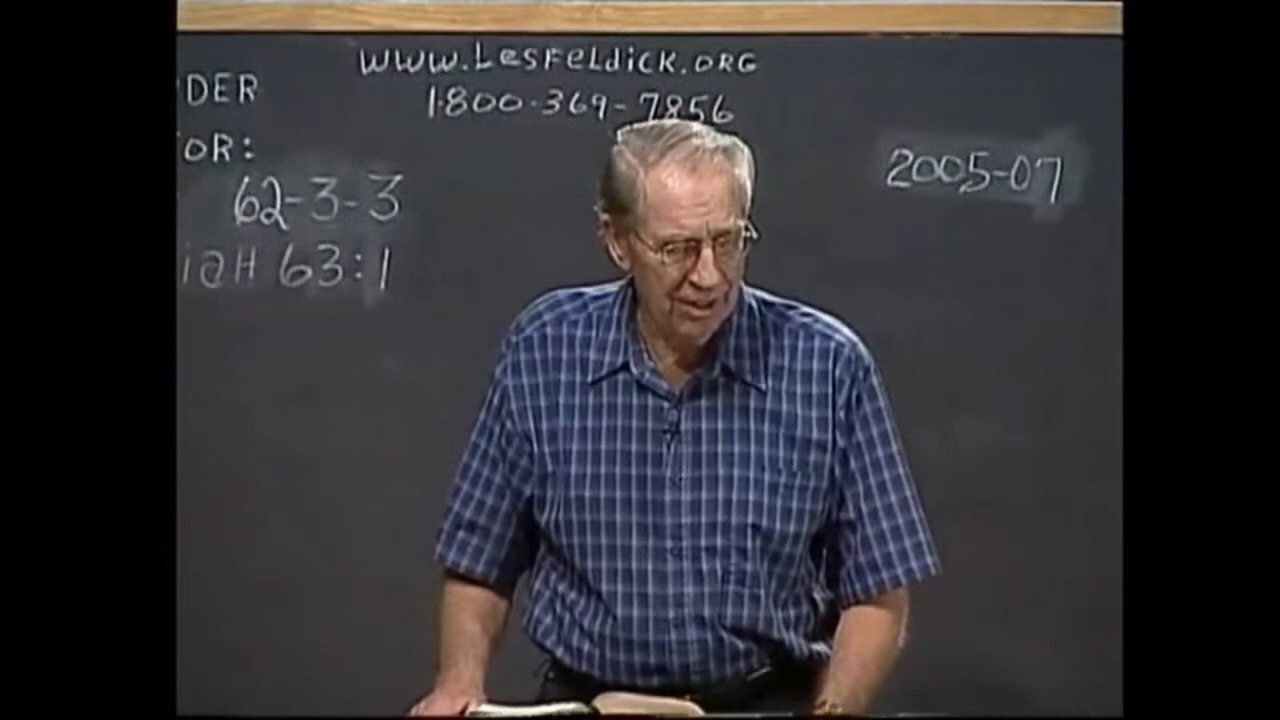 www.LesFeldick.org
1-800-369-7856
DER
OR:
62-3-3
iaH 63:1
2005-07